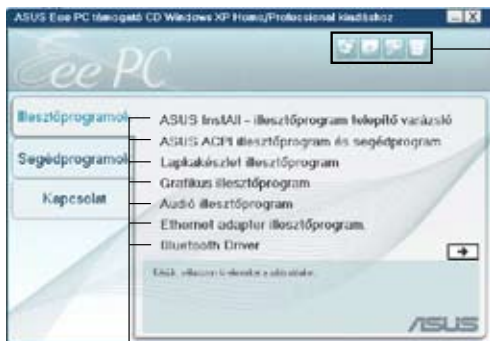 ASUS Eee PC támogató CD Windows XP Home/Professional kiadáshoz
Eee PC
Illesztőprogramok
Segédprogramok
Kapcsolat
ASUS InstAll - illesztőprogram telepítő varázsló
ASUS ACPI illesztőprogram és segédprogram
Lapkakészlet illesztőprogram
Grafikus illesztőprogram
Audió illesztőprogram
Ethernet adapter illesztőprogram
Bluetooth Driver
ASUS